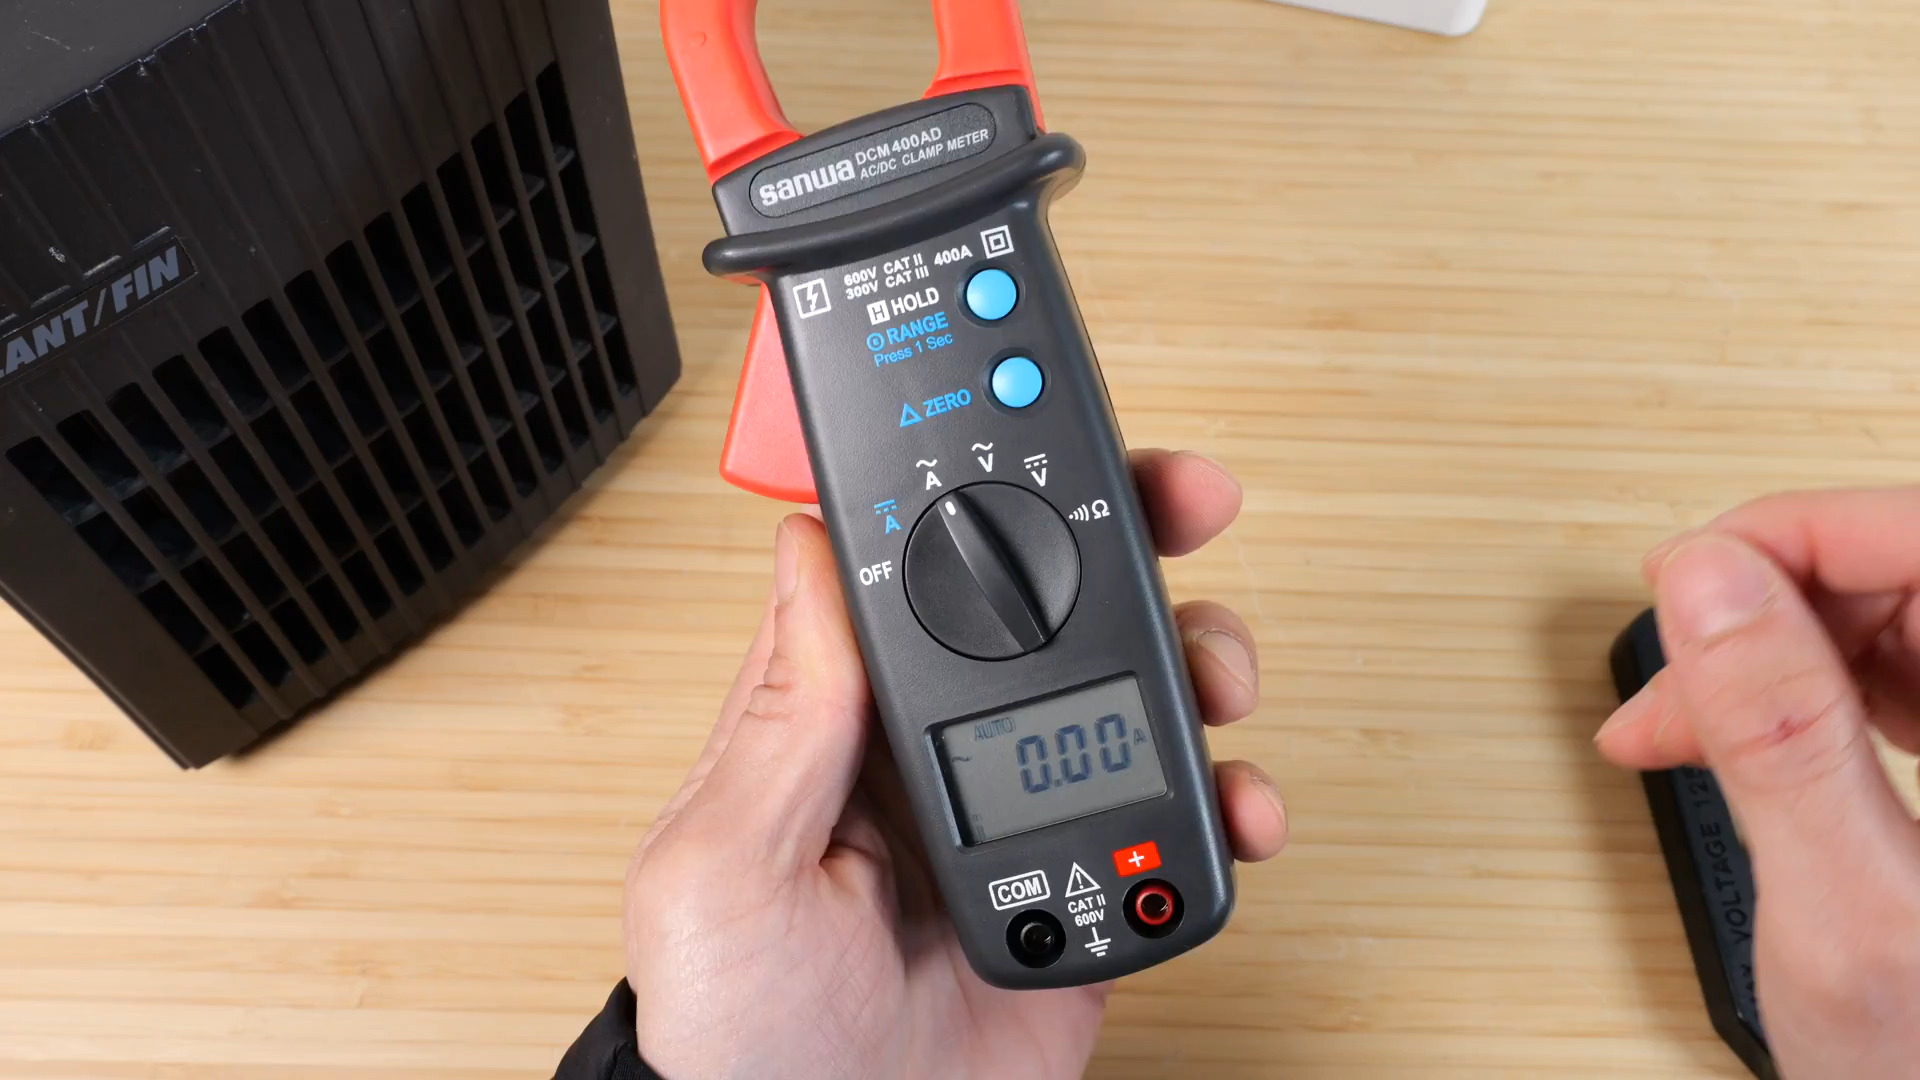 sanwa
DCM400AD
AC/DC CLAMP METER
600V CAT II 400A
300V CAT III
H HOLD
RANGE
Press 1 Sec
△ ZERO
A V V
A Ω
OFF
AUTO
~ 0.00 A
COM
+
CAT II
600V
LANT/FIN
VOLTAGE